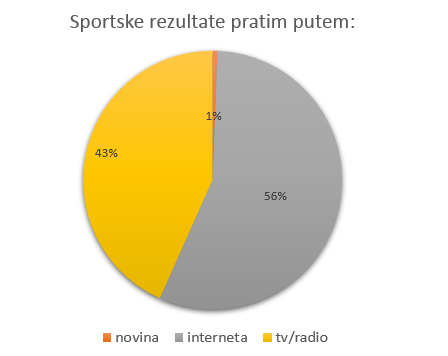 Sportske rezultate pratim putem:
1%
43%
56%
novina interneta tv/radio